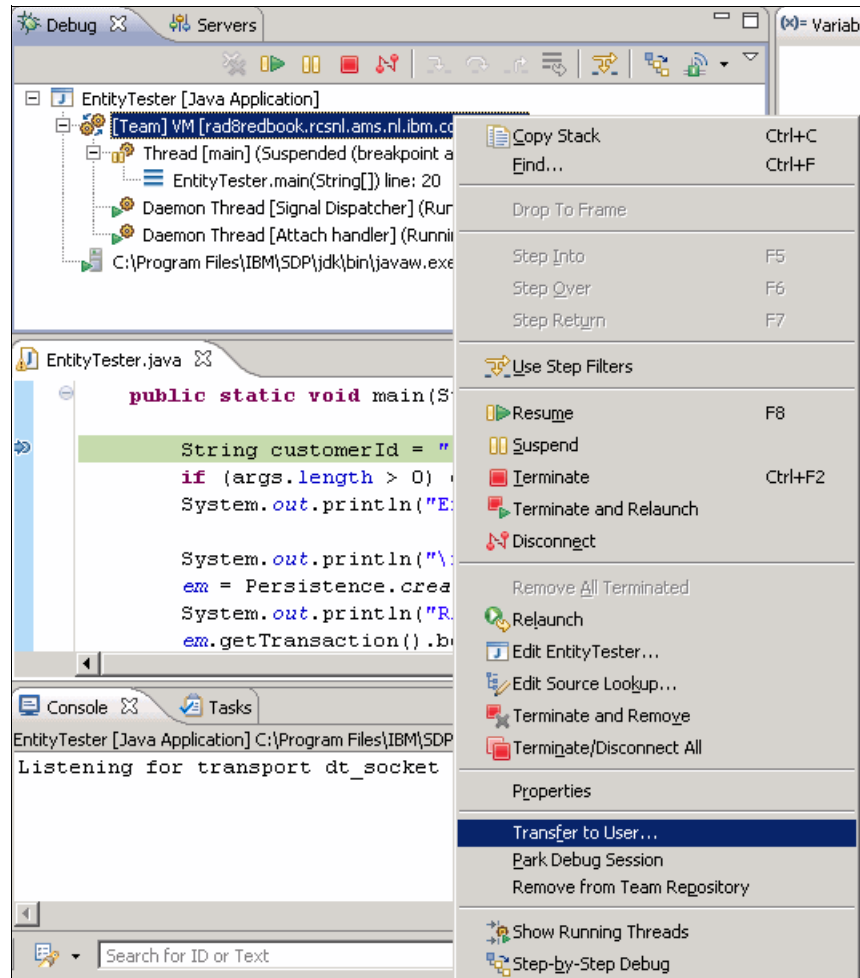 Debug
Servers
(x)= Variab
EntityTester [Java Application]
[Team] VM [rad8redbook.rcsnl.ams.nl.ibm.co
Thread [main] (Suspended (breakpoint a
EntityTester.main(String[]) line: 20
Daemon Thread [Signal Dispatcher] (Run
Daemon Thread [Attach handler] (Runni
C:\Program Files\IBM\SDP\jdk\bin\javaw.exe
EntityTester.java
public static void main(S
String customerId = "
if (args.length > 0)
System.out.println("E
System.out.println("\
em = Persistence.crea
System.out.println("R
em.getTransaction().b
Console
Tasks
EntityTester [Java Application] C:\Program Files\IBM\SDP
Listening for transport dt_socket
Search for ID or Text
Copy Stack Ctrl+C
Find... Ctrl+F
Drop To Frame
Step Into F5
Step Over F6
Step Return F7
Use Step Filters
Resume F8
Suspend
Terminate Ctrl+F2
Terminate and Relaunch
Disconnect
Remove All Terminated
Relaunch
Edit EntityTester...
Edit Source Lookup...
Terminate and Remove
Terminate/Disconnect All
Properties
Transfer to User...
Park Debug Session
Remove from Team Repository
Show Running Threads
Step-by-Step Debug